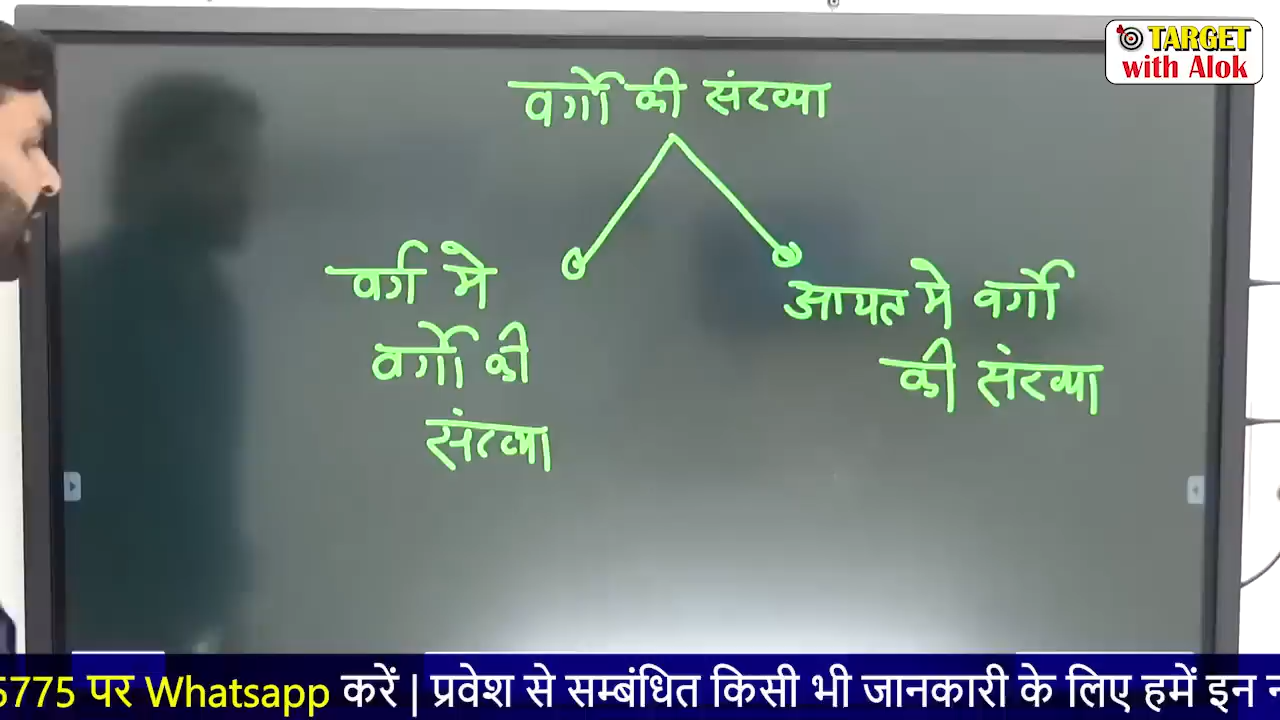 TARGET
with Alok
वर्गो की संख्या
वर्ग मे
वर्गो की
संख्या
आयत मे वर्गो
की संख्या
5775 पर Whatsapp करें | प्रवेश से सम्बंधित किसी भी जानकारी के लिए हमें इन